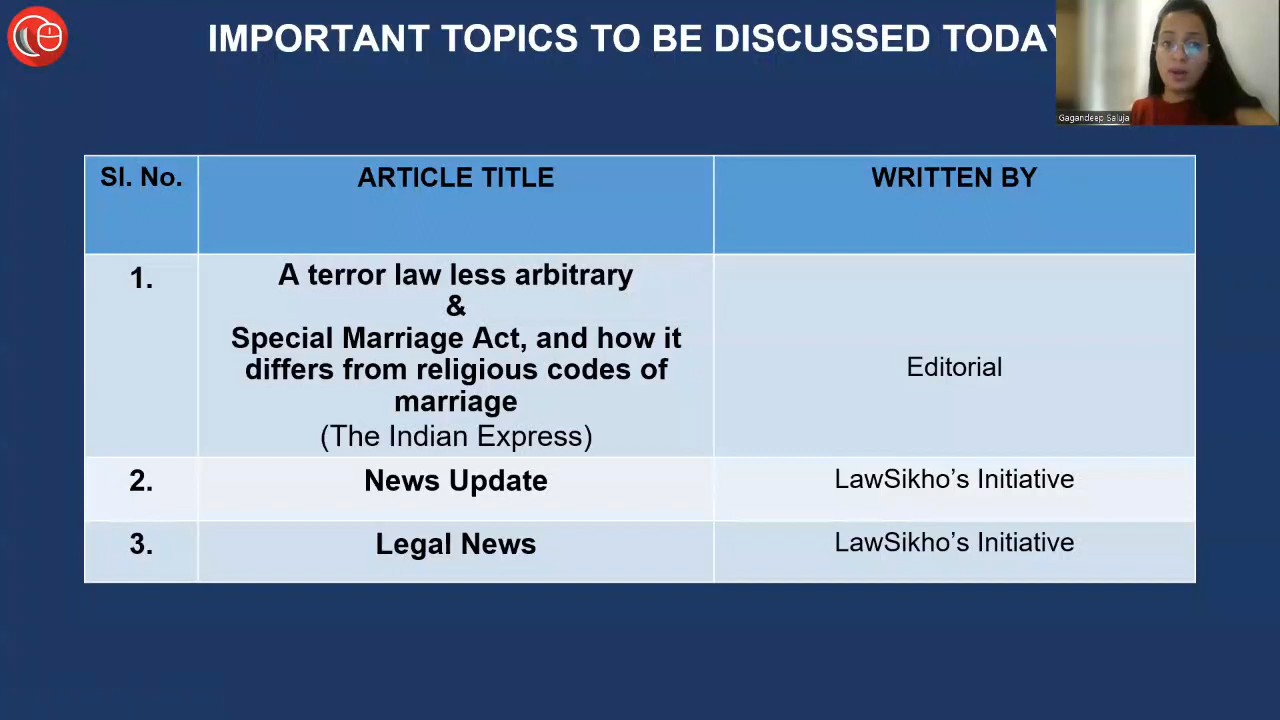 IMPORTANT TOPICS TO BE DISCUSSED TODAY
Gagandeep Saluja
Sl. No.
ARTICLE TITLE
WRITTEN BY
1.
A terror law less arbitrary
&
Special Marriage Act, and how it
differs from religious codes of
marriage
(The Indian Express)
Editorial
2.
News Update
LawSikho’s Initiative
3.
Legal News
LawSikho’s Initiative